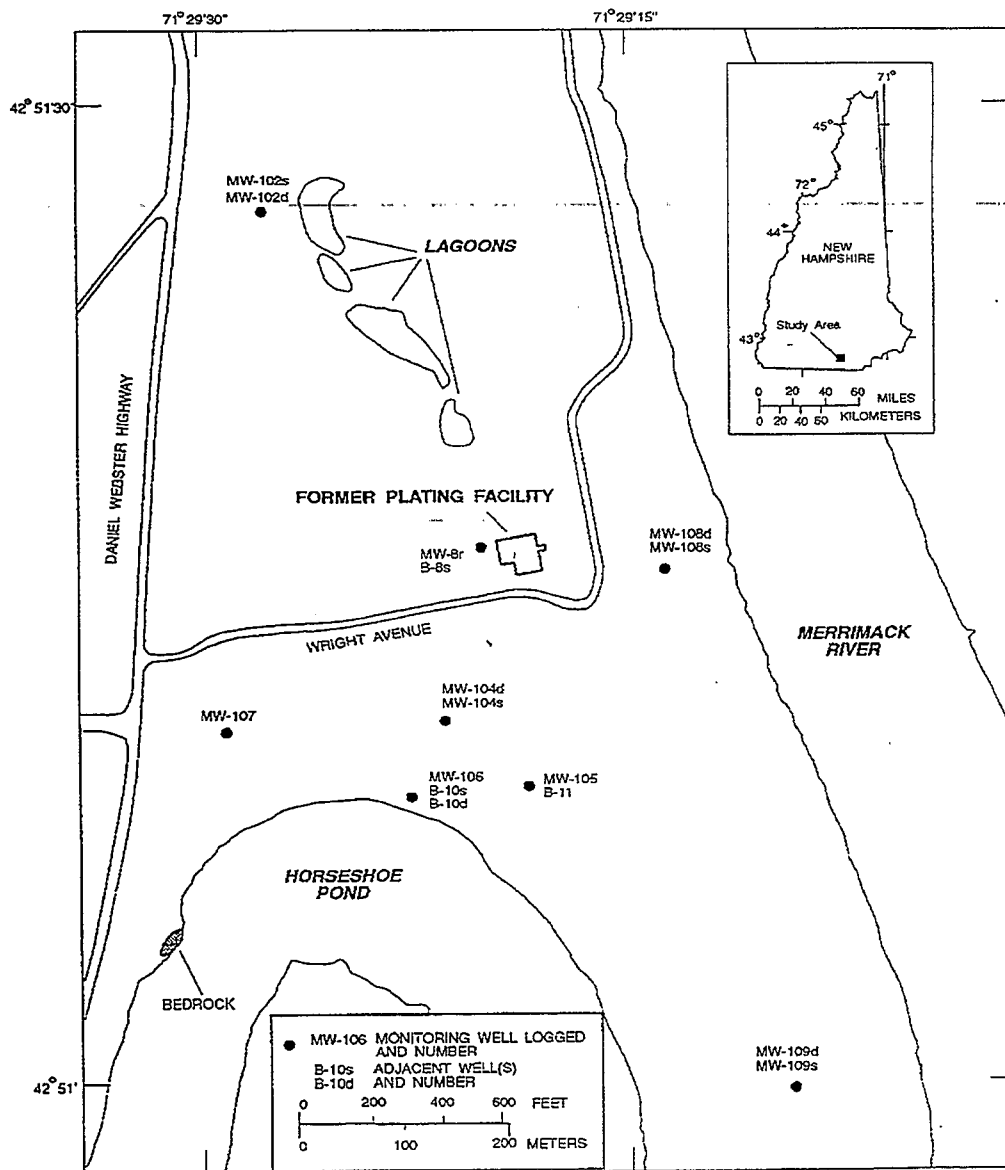 71° 29'30"
71° 29'15"
42° 51'30
MW-102s
MW-102d
LAGOONS
DANIEL WEBSTER HIGHWAY
FORMER PLATING FACILITY
MW-8r
B-8s
MW-108d
MW-108s
WRIGHT AVENUE
MERRIMACK
RIVER
MW-107
MW-104d
MW-104s
MW-106
B-10s
B-10d
MW-105
B-11
HORSESHOE
POND
BEDROCK
MW-109d
MW-109s
42° 51'
71°
45°
72°
44°
NEW
HAMPSHIRE
Study Area
43°
0 20 40 60 MILES
0 20 40 60 KILOMETERS
MW-106 MONITORING WELL LOGGED
AND NUMBER
B-10s ADJACENT WELL(S)
B-10d AND NUMBER
0 200 400 600 FEET
0 100 200 METERS